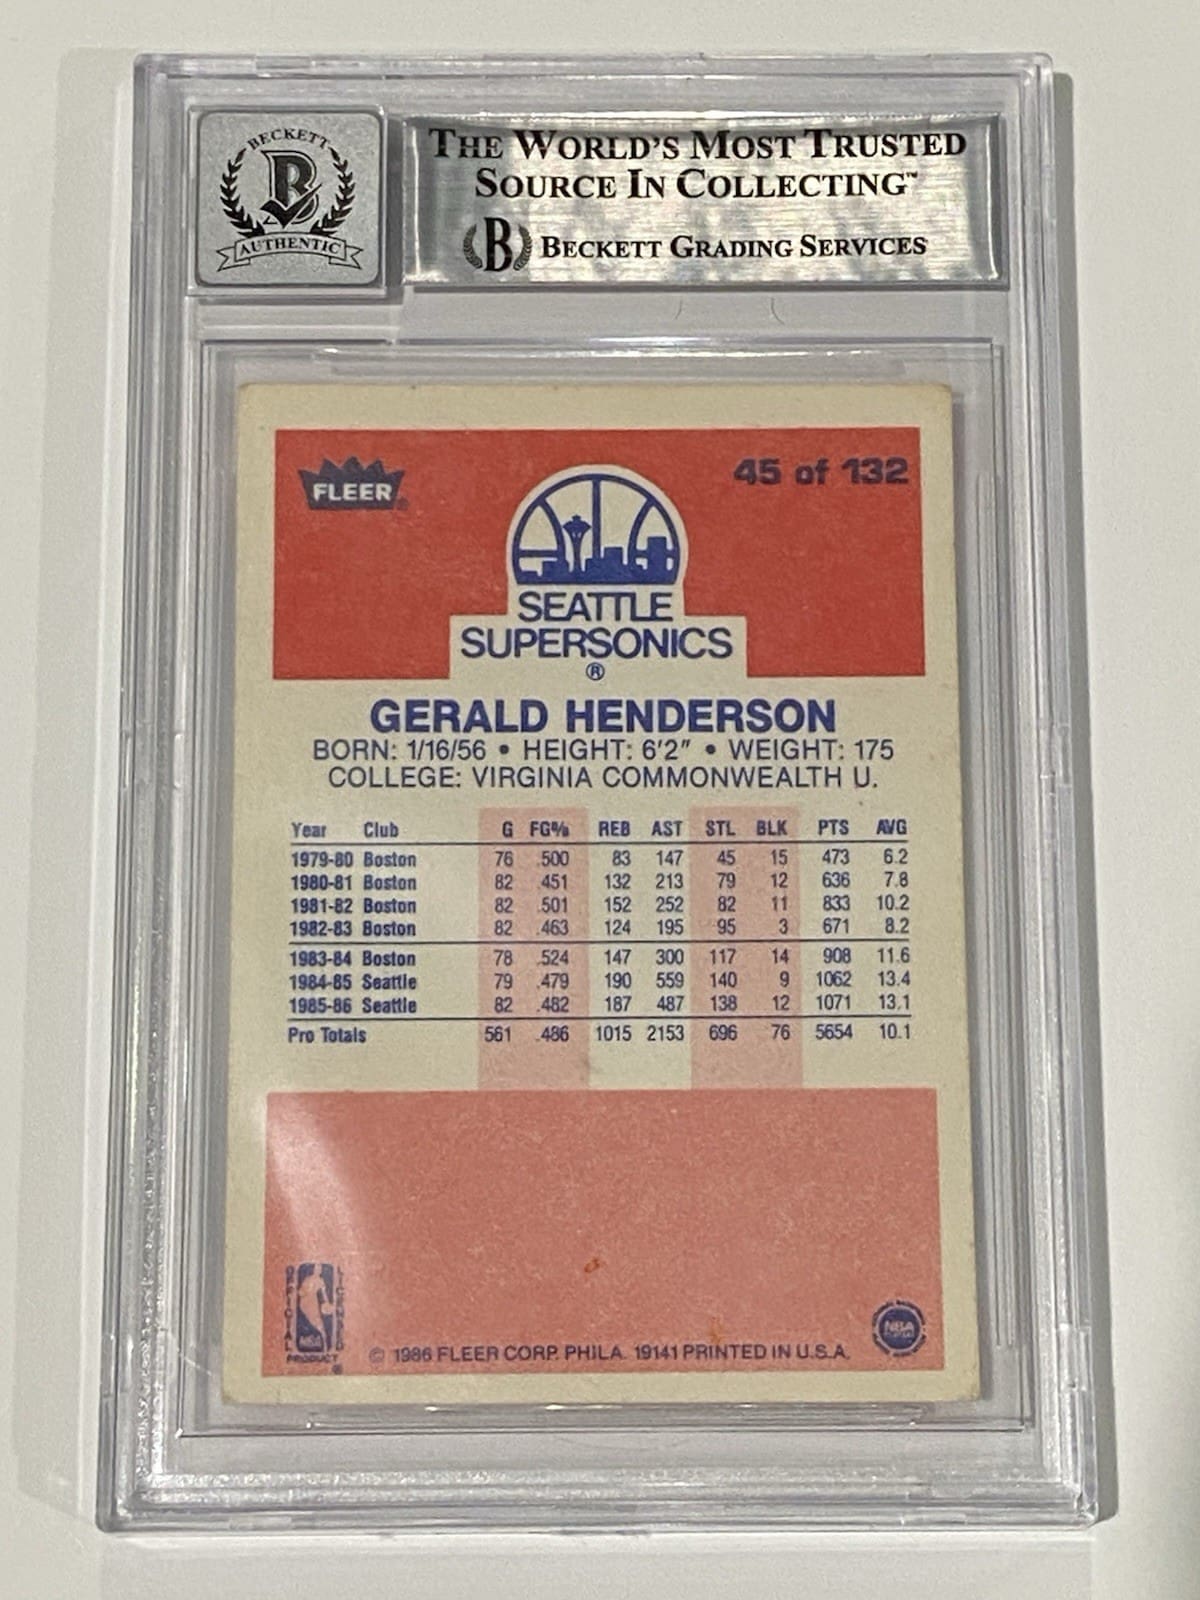 BECKETT
B
AUTHENTIC
THE WORLD'S MOST TRUSTED
SOURCE IN COLLECTING™
B BECKETT GRADING SERVICES
FLEER®
45 of 132
SEATTLE
SUPERSONICS
®
GERALD HENDERSON
BORN: 1/16/56 • HEIGHT: 6'2" • WEIGHT: 175
COLLEGE: VIRGINIA COMMONWEALTH U.
Year Club G FG% REB AST STL BLK PTS AVG
1979-80 Boston 76 .500 83 147 45 15 473 6.2
1980-81 Boston 82 .451 132 213 79 12 636 7.8
1981-82 Boston 82 .501 152 252 82 11 833 10.2
1982-83 Boston 82 .463 124 195 95 3 671 8.2
1983-84 Boston 78 .524 147 300 117 14 908 11.6
1984-85 Seattle 79 .479 190 559 140 9 1062 13.4
1985-86 Seattle 82 .482 187 487 138 12 1071 13.1
Pro Totals 561 .486 1015 2153 696 76 5654 10.1
OFFICIAL LICENSED
NBA
PRODUCT
®
© 1986 FLEER CORP. PHILA. 19141 PRINTED IN U.S.A.
NBA